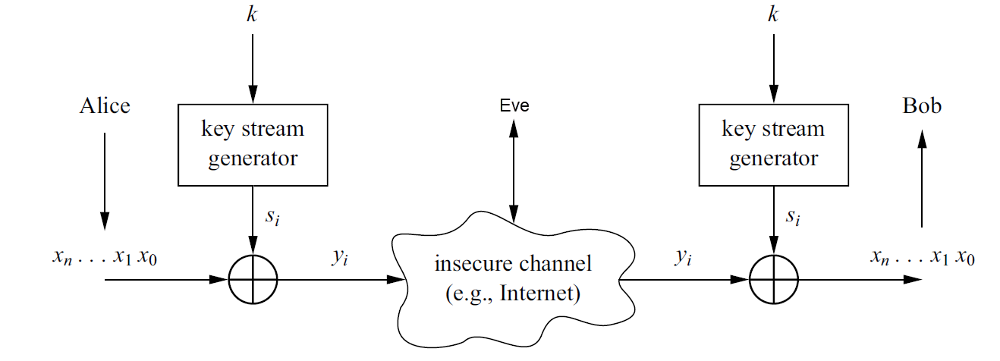 k
k
Alice
key stream
generator
Eve
key stream
generator
Bob
s_i
s_i
x_n . . . x_1 x_0
y_i
insecure channel
(e.g., Internet)
y_i
x_n . . . x_1 x_0